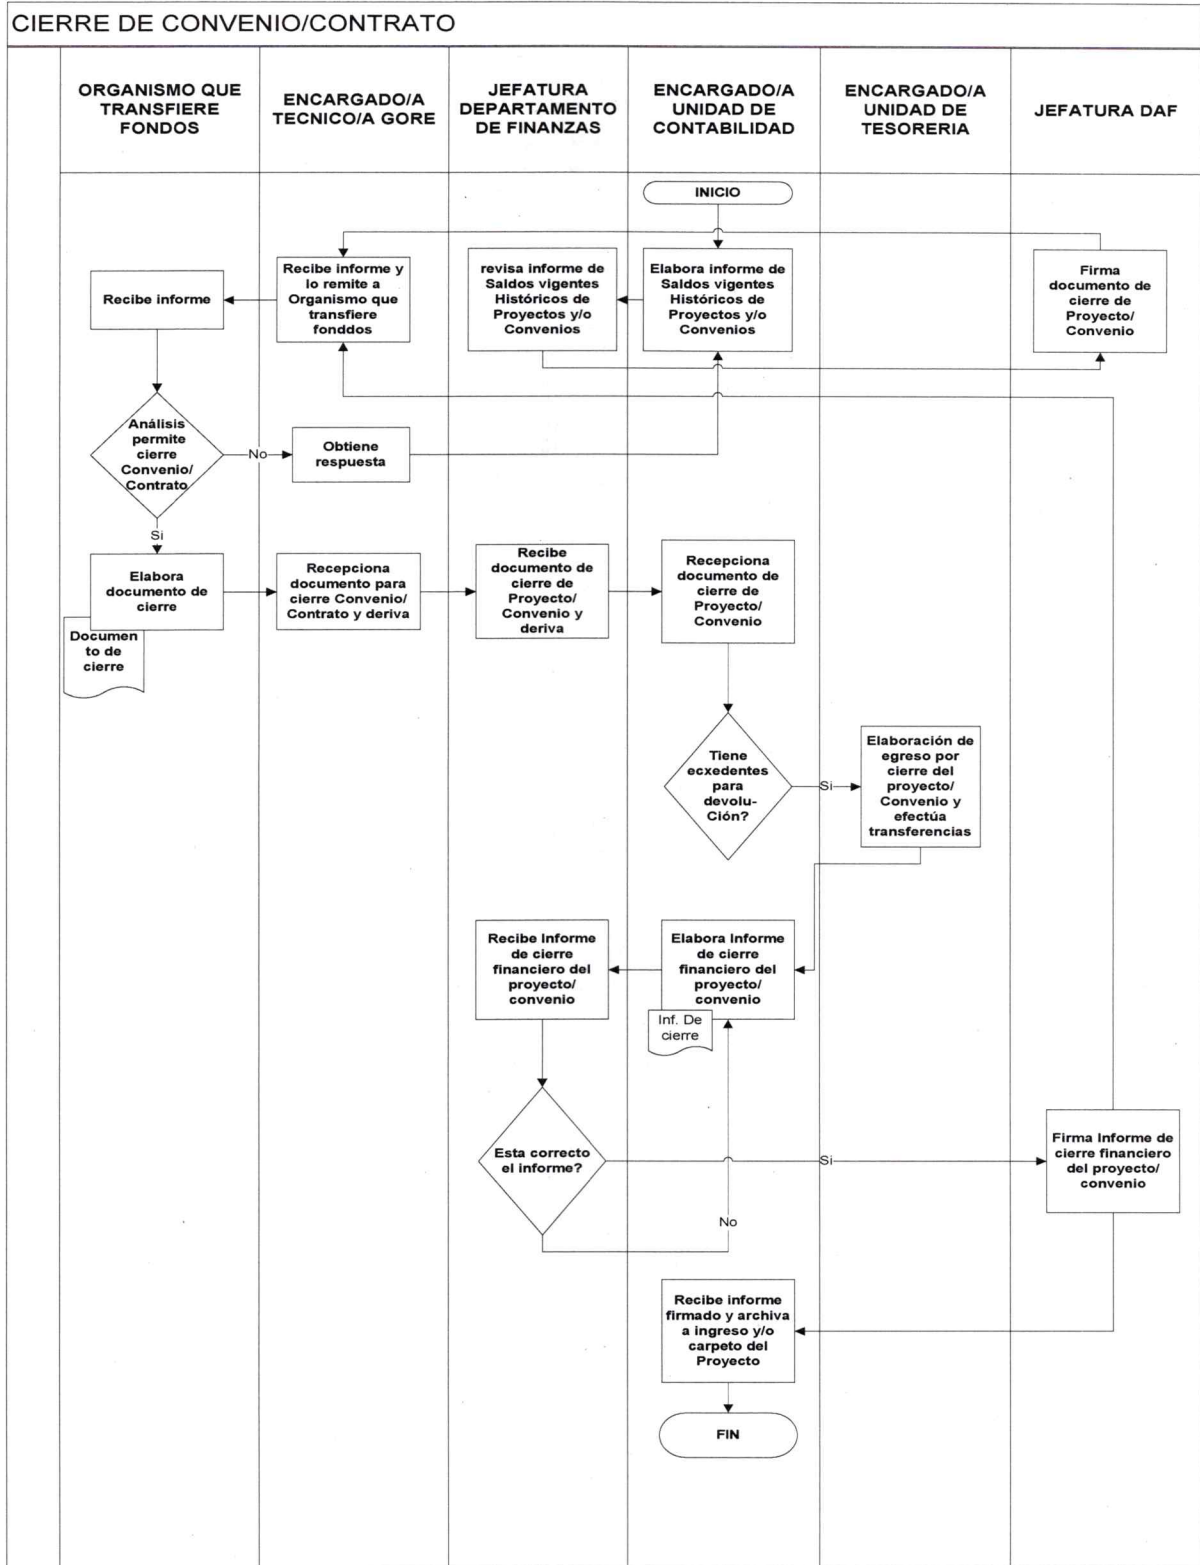 CIERRE DE CONVENIO/CONTRATO
ORGANISMO QUE
TRANSFIERE
FONDOS
ENCARGADO/A
TECNICO/A GORE
JEFATURA
DEPARTAMENTO
DE FINANZAS
ENCARGADO/A
UNIDAD DE
CONTABILIDAD
ENCARGADO/A
UNIDAD DE
TESORERIA
JEFATURA DAF
INICIO
Recibe informe
Recibe informe y
lo remite a
Organismo que
transfiere
fonddos
revisa informe de
Saldos vigentes
Históricos de
Proyectos y/o
Convenios
Elabora informe de
Saldos vigentes
Históricos de
Proyectos y/o
Convenios
Firma
documento de
cierre de
Proyecto/
Convenio
Análisis
permite
cierre
Convenio/
Contrato
No
Obtiene
respuesta
Si
Elabora
documento de
cierre
Documen
to de
cierre
Recepciona
documento para
cierre Convenio/
Contrato y deriva
Recibe
documento de
cierre de
Proyecto/
Convenio y
deriva
Recepciona
documento de
cierre de
Proyecto/
Convenio
Tiene
ecxedentes
para
devolu-
Ción?
Si
Elaboración de
egreso por
cierre del
proyecto/
Convenio y
efectúa
transferencias
Recibe Informe
de cierre
financiero del
proyecto/
convenio
Elabora Informe
de cierre
financiero del
proyecto/
convenio
Inf. De
cierre
Esta correcto
el informe?
Si
No
Firma Informe de
cierre financiero
del proyecto/
convenio
Recibe informe
firmado y archiva
a ingreso y/o
carpeto del
Proyecto
FIN